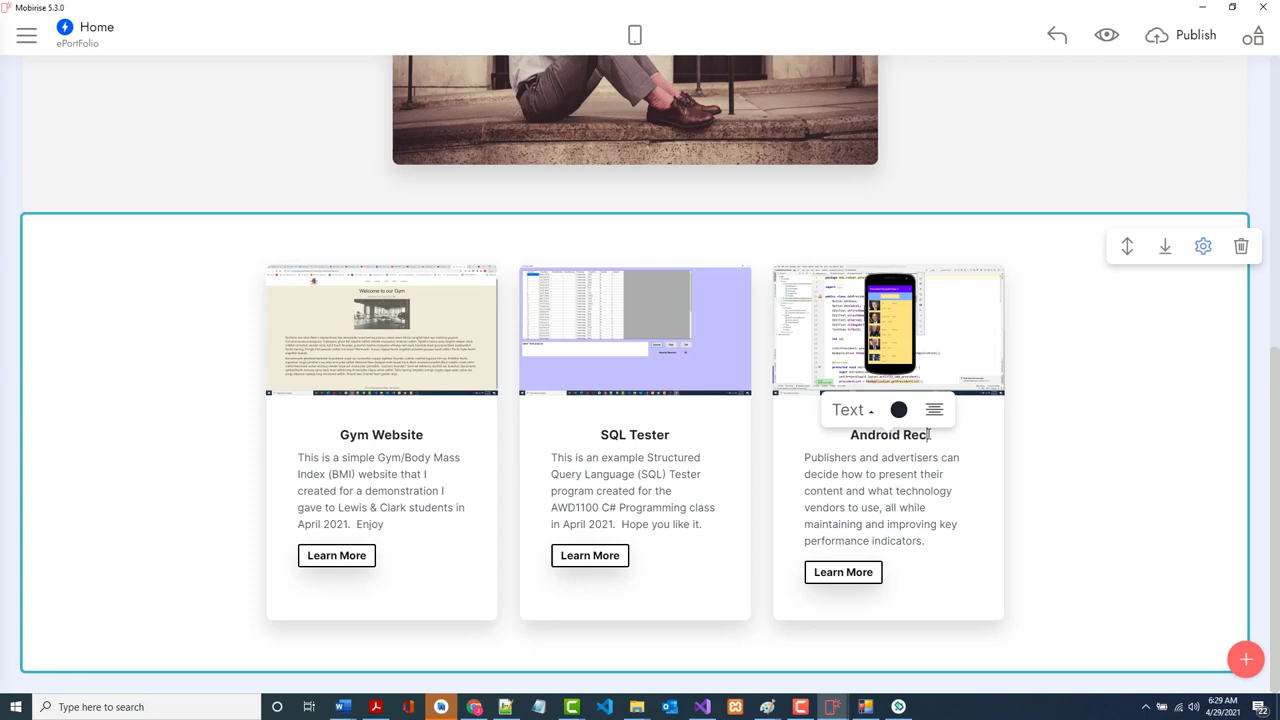 Mobirise 5.3.0
Home
ePortFolio
Publish
Welcome to our Gym
Text
Gym Website
This is a simple Gym/Body Mass
Index (BMI) website that I
created for a demonstration I
gave to Lewis & Clark students in
April 2021.  Enjoy
Learn More
SQL Tester
This is an example Structured
Query Language (SQL) Tester
program created for the
AWD1100 C# Programming class
in April 2021.  Hope you like it.
Learn More
Android Rec
Publishers and advertisers can
decide how to present their
content and what technology
vendors to use, all while
maintaining and improving key
performance indicators.
Learn More
Type here to search
6:29 AM
4/29/2021
22